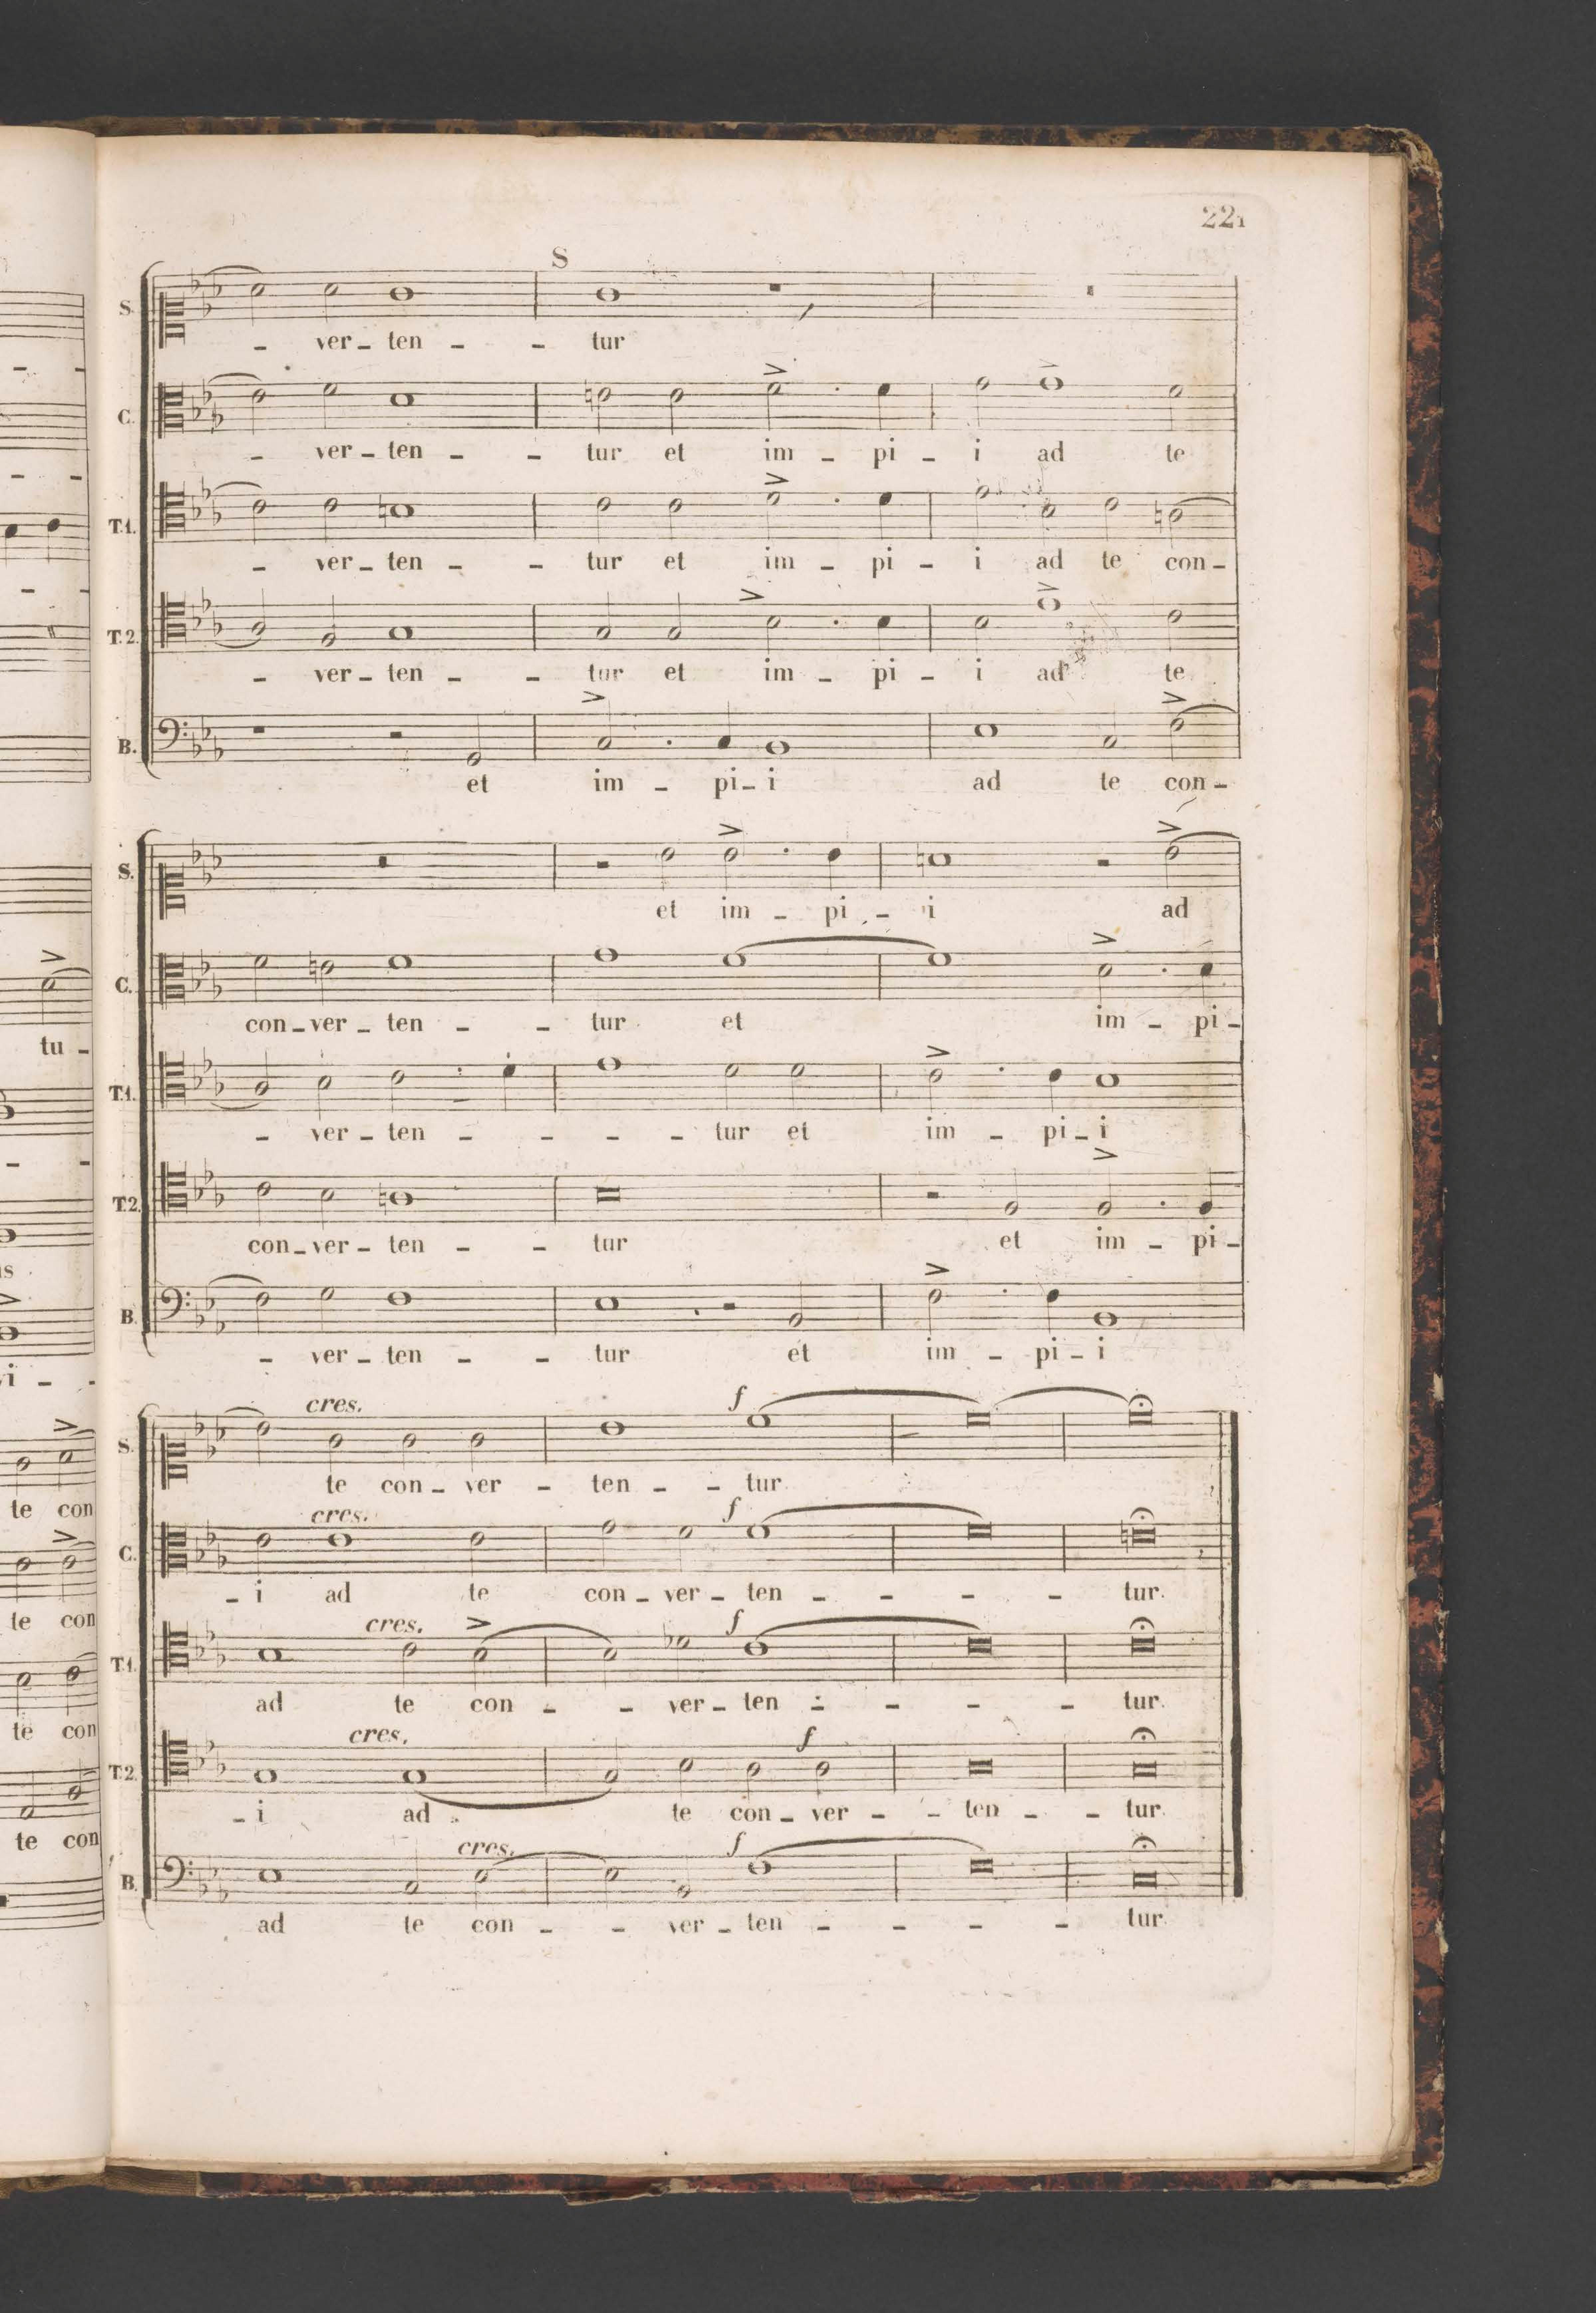 221
S
S.
_ ver _ ten _ _ tur
C.
_ ver _ ten _ _ tur et im _ pi _ i ad te
T.1.
_ ver _ ten _ _ tur et im _ pi _ i ad te con _
T.2.
_ ver _ ten _ _ tur et im _ pi _ i ad te
B.
et im _ pi _ i ad te con _
S.
et im _ pi _ i ad
C.
con _ ver _ ten _ _ tur et im _ pi _
tu _
T.1.
_ ver _ ten _ _ _ _ tur et im _ pi _ i
T.2.
con _ ver _ ten _ _ tur et im _ pi _
B.
_ ver _ ten _ _ tur et im _ pi _ i
cres. f
S.
te con _ ver _ ten _ _ tur
te con
cres. f
C.
_ i ad te con _ ver _ ten _ _ _ _ tur.
te con
cres. f
T.1.
ad te con _ _ ver _ ten _ _ _ _ tur.
te con
cres. f
T.2.
_ i ad te con _ ver _ _ ten _ _ tur.
te con
cres. f
B.
ad te con _ _ ver _ ten _ _ _ tur.